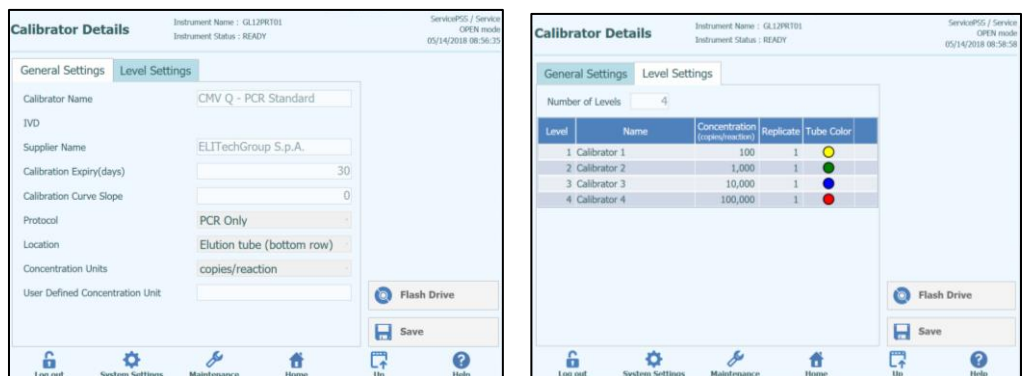 Calibrator Details
Instrument Name : GL12PRT01
Instrument Status : READY
ServicePSS / Service
OPEN mode
05/14/2018 08:56:35
General Settings
Level Settings
Calibrator Name
CMV Q - PCR Standard
IVD
Supplier Name
ELITechGroup S.p.A.
Calibration Expiry(days)
30
Calibration Curve Slope
0
Protocol
PCR Only
Location
Elution tube (bottom row)
Concentration Units
copies/reaction
User Defined Concentration Unit
Flash Drive
Save
Log out
System Settings
Maintenance
Home
Up
Help
Calibrator Details
Instrument Name : GL12PRT01
Instrument Status : READY
ServicePSS / Service
OPEN mode
05/14/2018 08:58:58
General Settings
Level Settings
Number of Levels 4
Level Name Concentration (copies/reaction) Replicate Tube Color
1 Calibrator 1 100 1
2 Calibrator 2 1,000 1
3 Calibrator 3 10,000 1
4 Calibrator 4 100,000 1
Flash Drive
Save
Log out
System Settings
Maintenance
Home
Up
Help